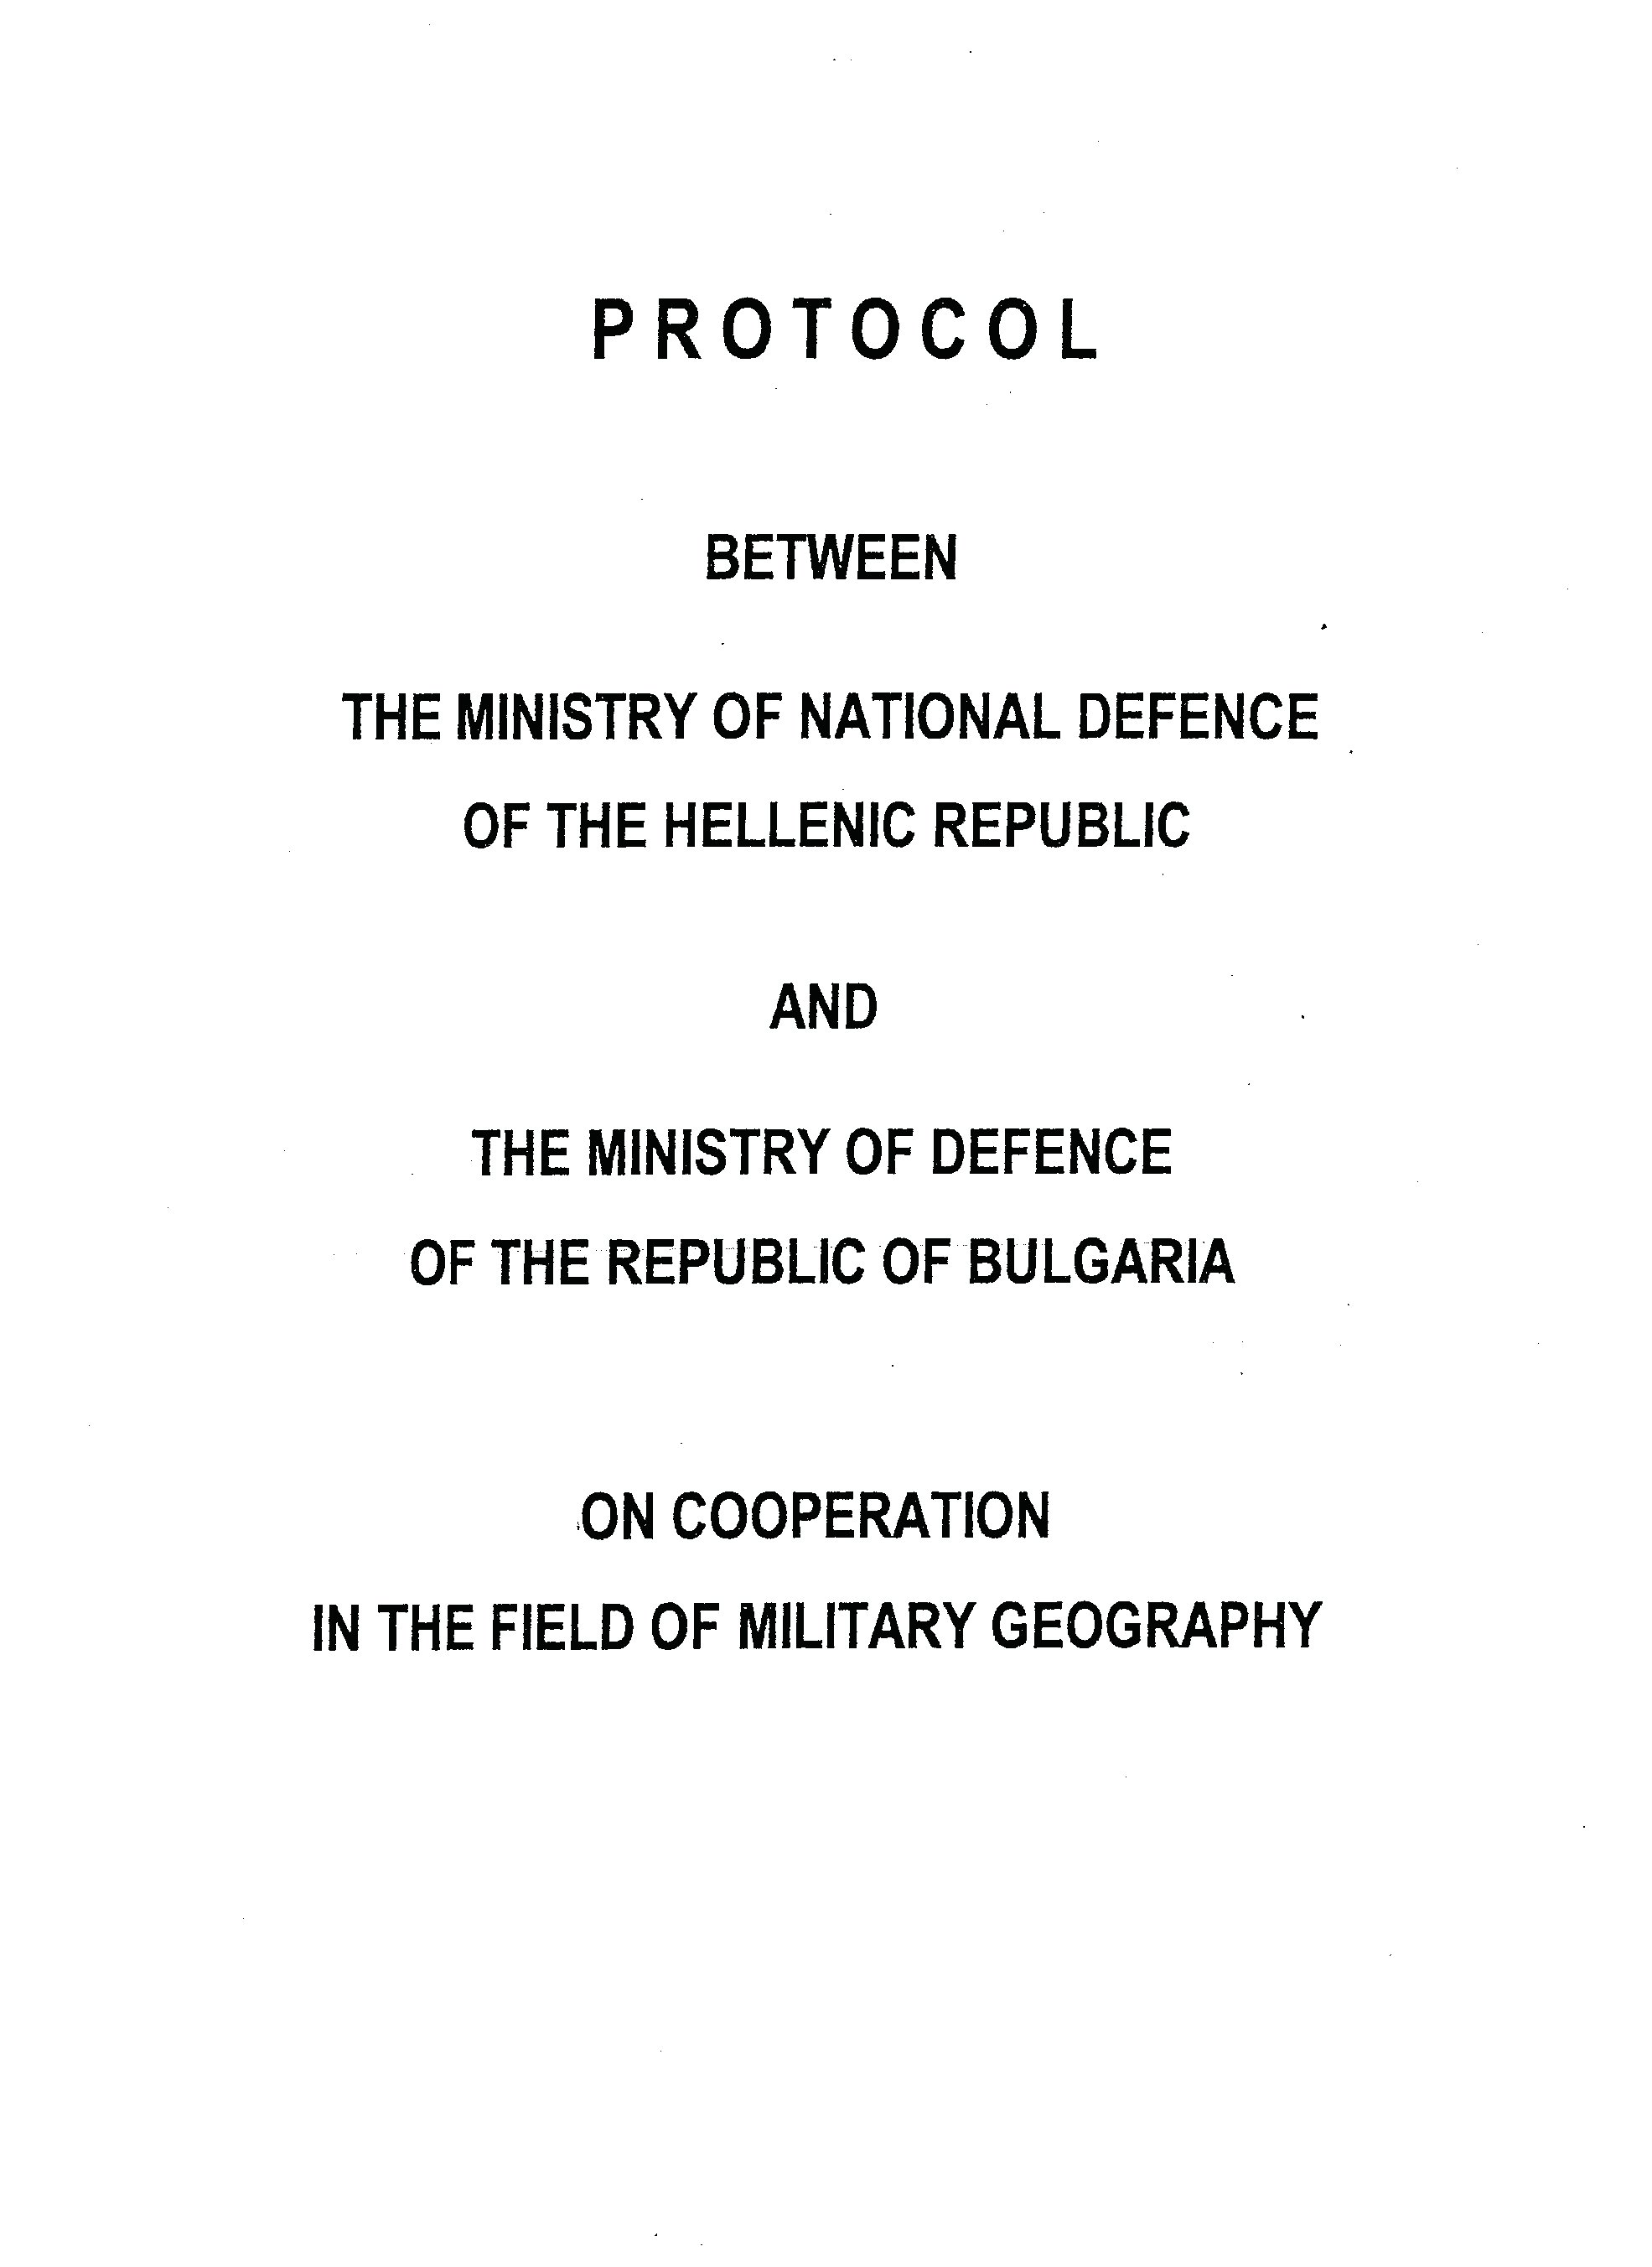 PROTOCOL
BETWEEN
THE MINISTRY OF NATIONAL DEFENCE
OF THE HELLENIC REPUBLIC
AND
THE MINISTRY OF DEFENCE
OF THE REPUBLIC OF BULGARIA
ON COOPERATION
IN THE FIELD OF MILITARY GEOGRAPHY